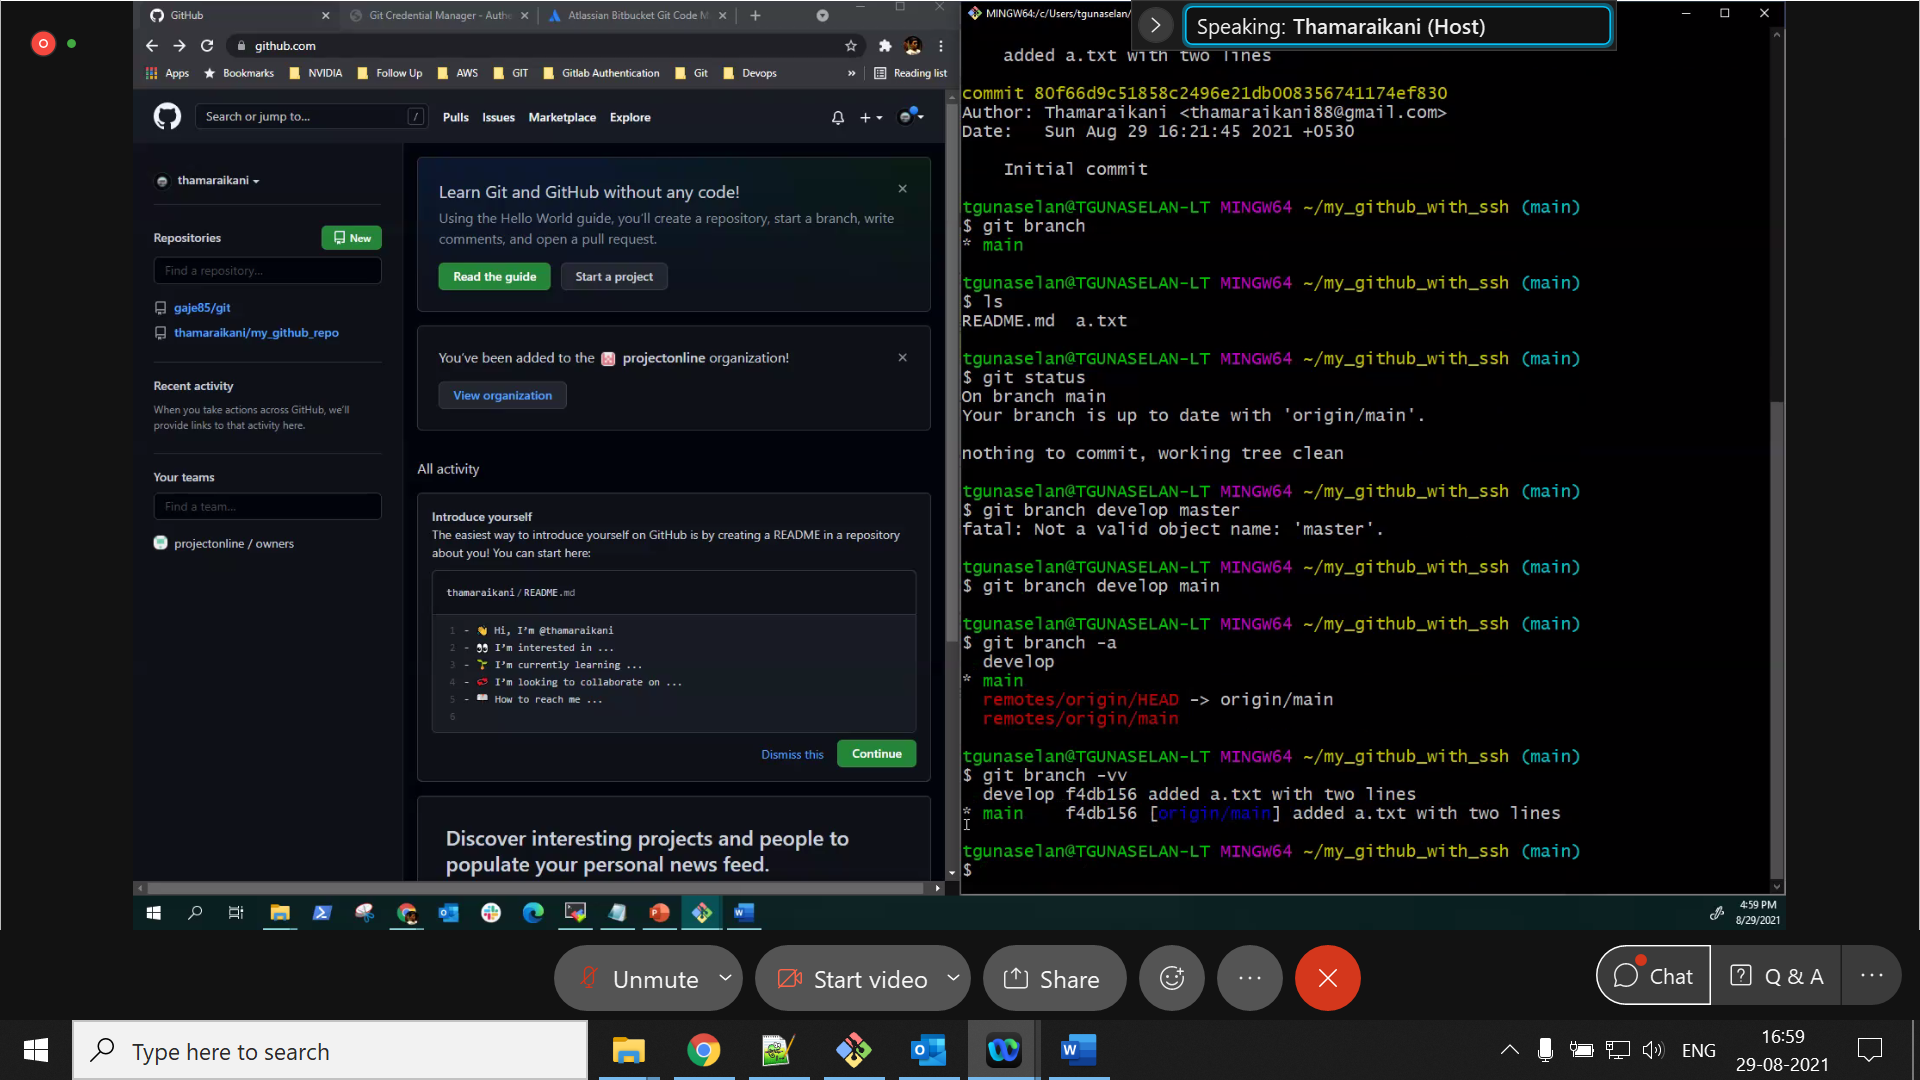 GitHub
Git Credential Manager - Authe
Atlassian Bitbucket Git Code M
github.com
Apps
Bookmarks
NVIDIA
Follow Up
AWS
GIT
Gitlab Authentication
Git
Devops
»
Reading list
Search or jump to...
/
Pulls
Issues
Marketplace
Explore
thamaraikani
Repositories
New
Find a repository...
gaje85/git
thamaraikani/my_github_repo
Recent activity
When you take actions across GitHub, we'll
provide links to that activity here.
Your teams
Find a team...
projectonline / owners
Learn Git and GitHub without any code!
Using the Hello World guide, you'll create a repository, start a branch, write
comments, and open a pull request.
Read the guide
Start a project
You've been added to the projectonline organization!
View organization
All activity
Introduce yourself
The easiest way to introduce yourself on GitHub is by creating a README in a repository
about you! You can start here:
thamaraikani / README.md
1 - 👋 Hi, I'm @thamaraikani
2 - 👀 I'm interested in ...
3 - 🌱 I'm currently learning ...
4 - 💞️ I'm looking to collaborate on ...
5 - 📫 How to reach me ...
6
Dismiss this
Continue
Discover interesting projects and people to
populate your personal news feed.
MINGW64:/c/Users/tgunaselan/
Speaking: Thamaraikani (Host)
added a.txt with two lines
commit 80f66d9c51858c2496e21db008356741174ef830
Author: Thamaraikani <thamaraikani88@gmail.com>
Date:   Sun Aug 29 16:21:45 2021 +0530
Initial commit
tgunaselan@TGUNASELAN-LT MINGW64 ~/my_github_with_ssh (main)
$ git branch
* main
tgunaselan@TGUNASELAN-LT MINGW64 ~/my_github_with_ssh (main)
$ ls
README.md  a.txt
tgunaselan@TGUNASELAN-LT MINGW64 ~/my_github_with_ssh (main)
$ git status
On branch main
Your branch is up to date with 'origin/main'.
nothing to commit, working tree clean
tgunaselan@TGUNASELAN-LT MINGW64 ~/my_github_with_ssh (main)
$ git branch develop master
fatal: Not a valid object name: 'master'.
tgunaselan@TGUNASELAN-LT MINGW64 ~/my_github_with_ssh (main)
$ git branch develop main
tgunaselan@TGUNASELAN-LT MINGW64 ~/my_github_with_ssh (main)
$ git branch -a
develop
* main
remotes/origin/HEAD -> origin/main
remotes/origin/main
tgunaselan@TGUNASELAN-LT MINGW64 ~/my_github_with_ssh (main)
$ git branch -vv
develop f4db156 added a.txt with two lines
* main    f4db156 [origin/main] added a.txt with two lines
tgunaselan@TGUNASELAN-LT MINGW64 ~/my_github_with_ssh (main)
$
4:59 PM
8/29/2021
Unmute
Start video
Share
Chat
Q & A
Type here to search
ENG
16:59
29-08-2021